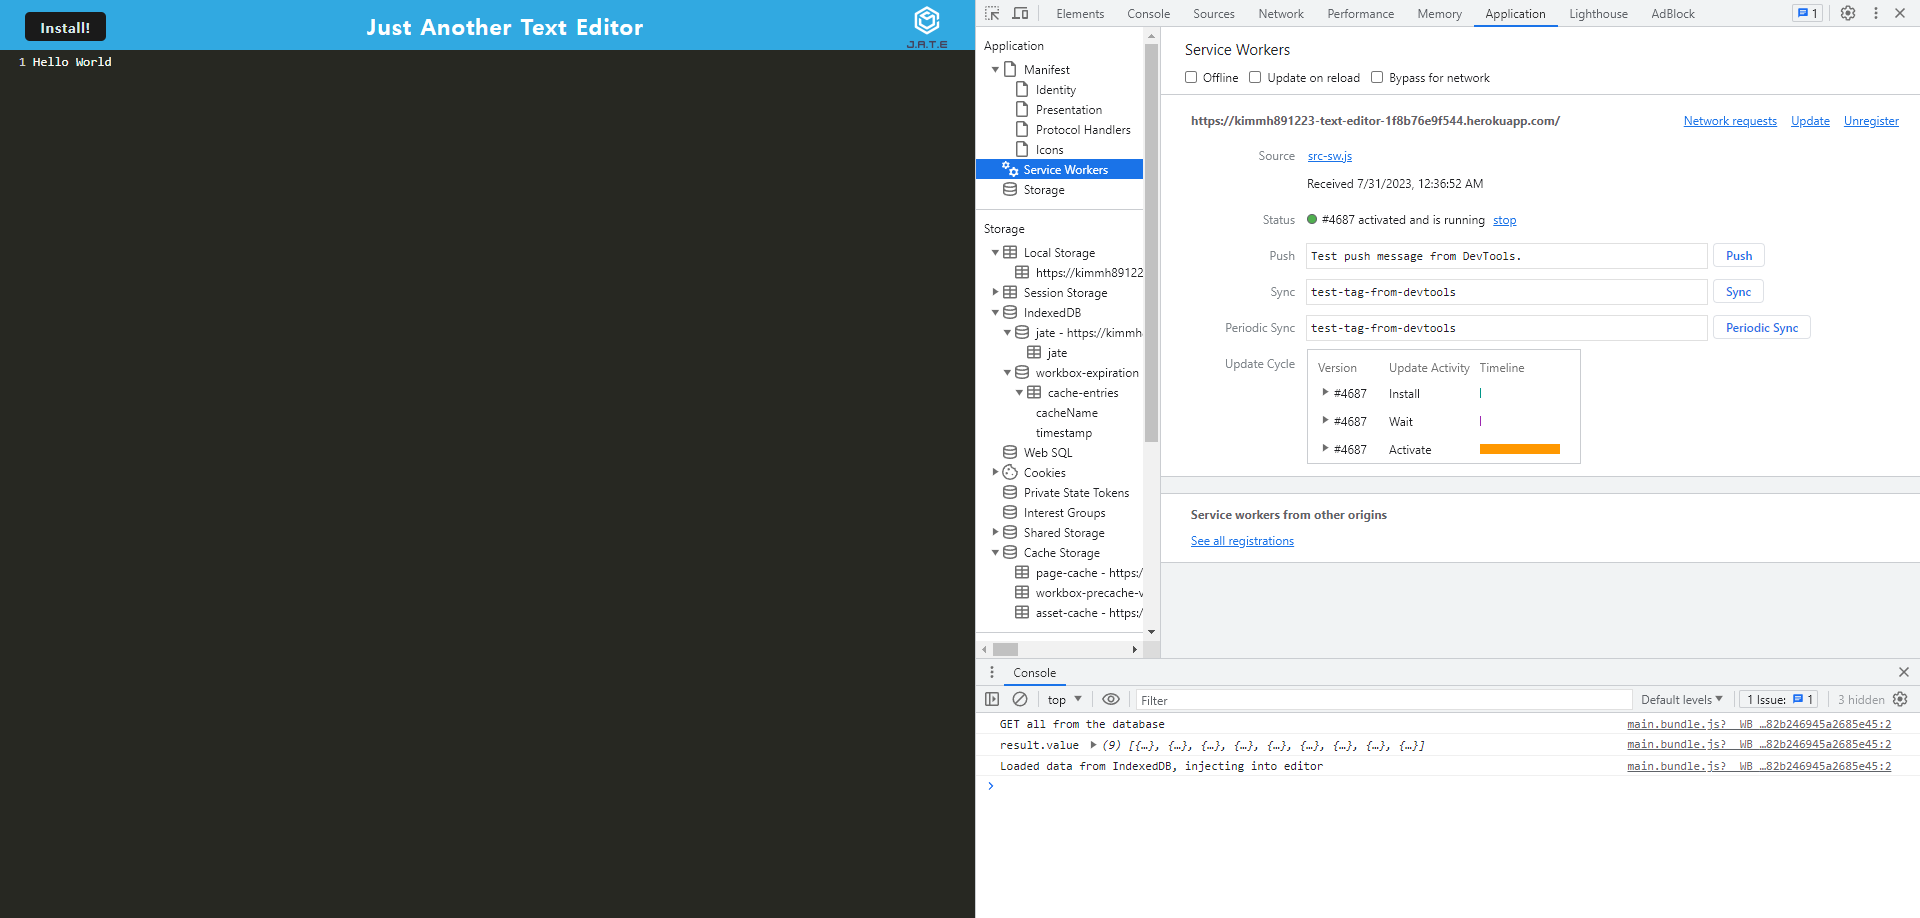 Install!
Just Another Text Editor
J.A.T.E
1 Hello World
Elements Console Sources Network Performance Memory Application Lighthouse AdBlock 1
Application
Manifest
Identity
Presentation
Protocol Handlers
Icons
Service Workers
Storage
Storage
Local Storage
https://kimmh891222
Session Storage
IndexedDB
jate - https://kimmh
jate
workbox-expiration
cache-entries
cacheName
timestamp
Web SQL
Cookies
Private State Tokens
Interest Groups
Shared Storage
Cache Storage
page-cache - https:/
workbox-precache-v
asset-cache - https:/
Service Workers
Offline Update on reload Bypass for network
https://kimmh891223-text-editor-1f8b76e9f544.herokuapp.com/ Network requests Update Unregister
Source src-sw.js
Received 7/31/2023, 12:36:52 AM
Status #4687 activated and is running stop
Push Test push message from DevTools. Push
Sync test-tag-from-devtools Sync
Periodic Sync test-tag-from-devtools Periodic Sync
Update Cycle Version Update Activity Timeline
#4687 Install
#4687 Wait
#4687 Activate
Service workers from other origins
See all registrations
Console
top Filter Default levels 1 Issue: 1 3 hidden
GET all from the database main.bundle.js?__WB_…82b246945a2685e45:2
result.value (9) [{…}, {…}, {…}, {…}, {…}, {…}, {…}, {…}, {…}] main.bundle.js?__WB_…82b246945a2685e45:2
Loaded data from IndexedDB, injecting into editor main.bundle.js?__WB_…82b246945a2685e45:2